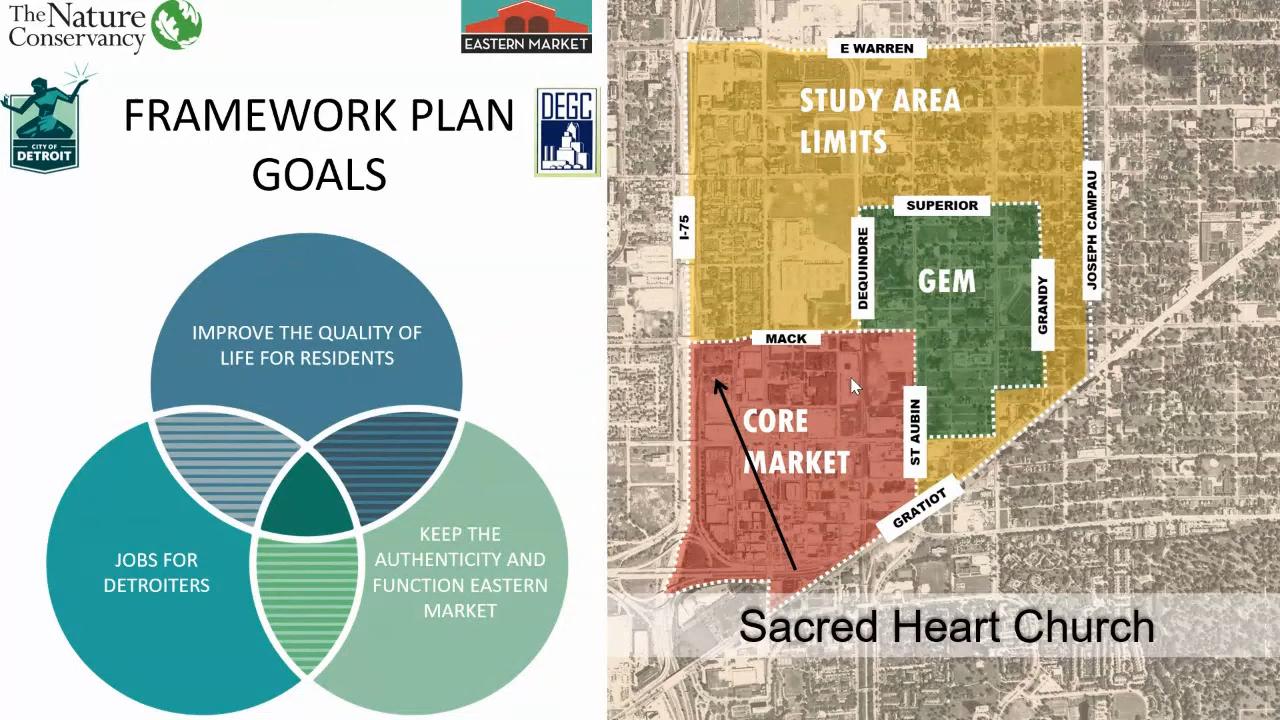 The Nature
Conservancy
EASTERN MARKET
CITY OF
DETROIT
FRAMEWORK PLAN
GOALS
DEGC
IMPROVE THE QUALITY OF
LIFE FOR RESIDENTS
JOBS FOR
DETROITERS
KEEP THE
AUTHENTICITY AND
FUNCTION EASTERN
MARKET
E WARREN
STUDY AREA
LIMITS
JOSEPH CAMPAU
SUPERIOR
I-75
DEQUINDRE
GEM
GRANDY
MACK
CORE
MARKET
ST AUBIN
GRATIOT
Sacred Heart Church